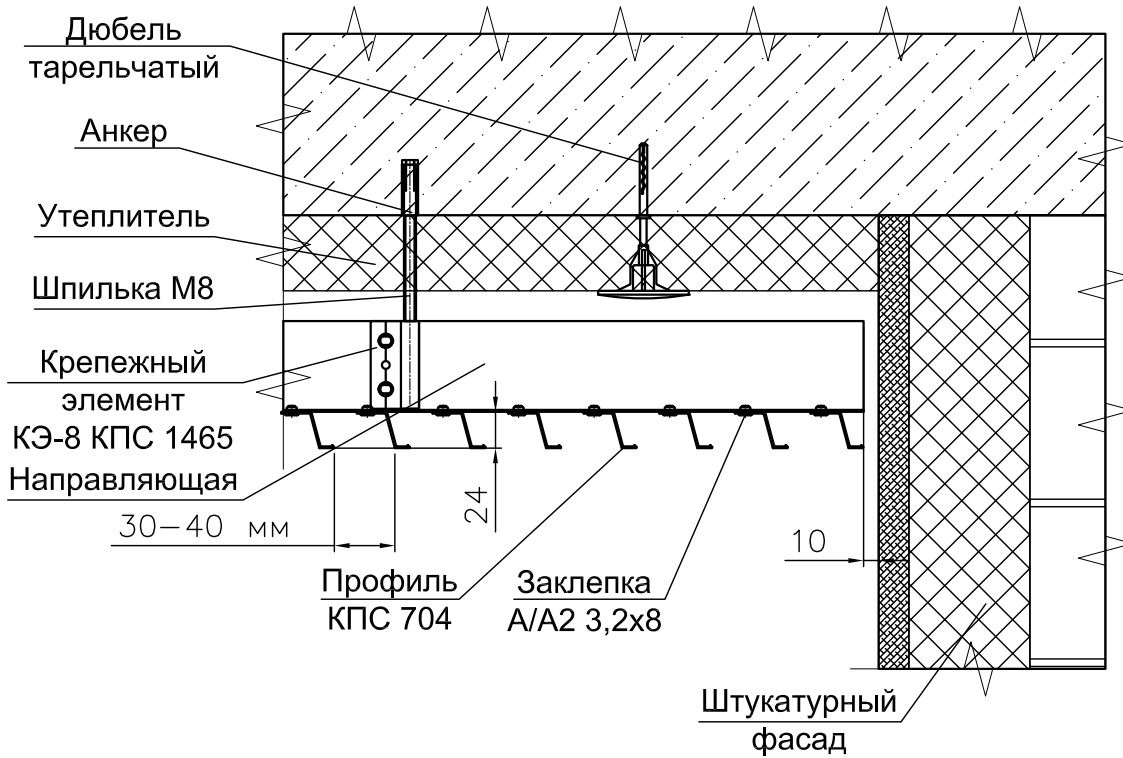 Дюбель
тарельчатый
Анкер
Утеплитель
Шпилька М8
Крепежный
элемент
КЭ-8 КПС 1465
Направляющая
30-40 мм
24
10
Профиль
КПС 704
Заклепка
А/А2 3,2х8
Штукатурный
фасад